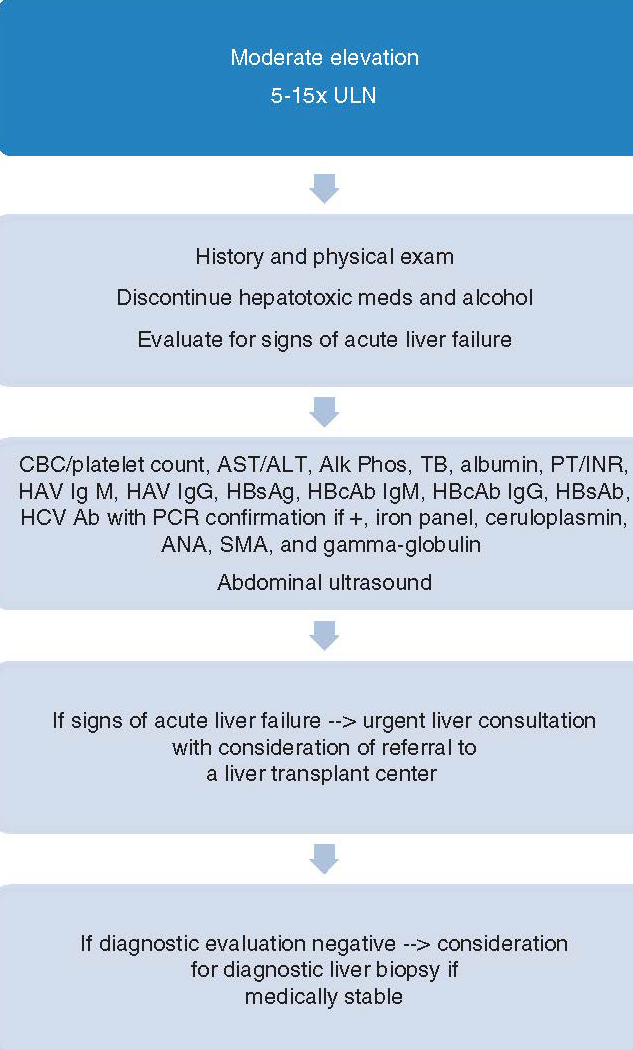 Moderate elevation
5-15x ULN
History and physical exam
Discontinue hepatotoxic meds and alcohol
Evaluate for signs of acute liver failure
CBC/platelet count, AST/ALT, Alk Phos, TB, albumin, PT/INR,
HAV Ig M, HAV IgG, HBsAg, HBcAb IgM, HBcAb IgG, HBsAb,
HCV Ab with PCR confirmation if +, iron panel, ceruloplasmin,
ANA, SMA, and gamma-globulin
Abdominal ultrasound
If signs of acute liver failure --> urgent liver consultation
with consideration of referral to
a liver transplant center
If diagnostic evaluation negative --> consideration
for diagnostic liver biopsy if
medically stable